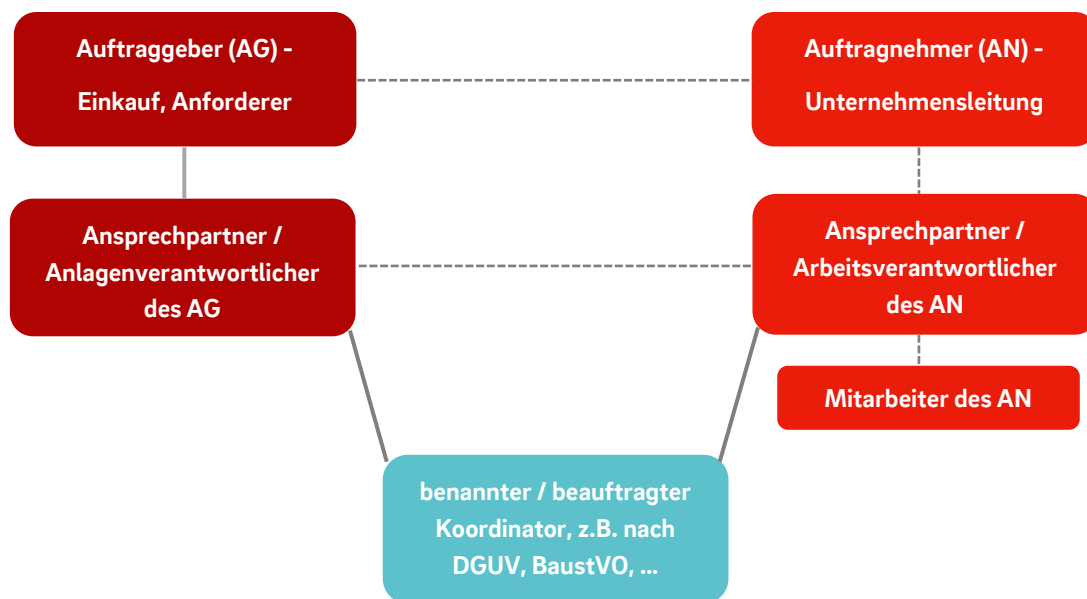 Auftraggeber (AG) -
Einkauf, Anforderer
Auftragnehmer (AN) -
Unternehmensleitung
Ansprechpartner /
Anlagenverantwortlicher
des AG
Ansprechpartner /
Arbeitsverantwortlicher
des AN
Mitarbeiter des AN
benannter / beauftragter
Koordinator, z.B. nach
DGUV, BaustVO, ...